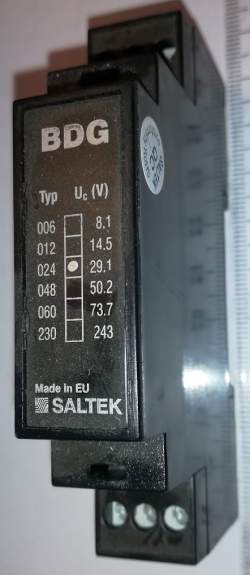 BDG
Typ Uc (V)
006 8.1
012 14.5
024 29.1
048 50.2
060 73.7
230 243
Made in EU
SALTEK